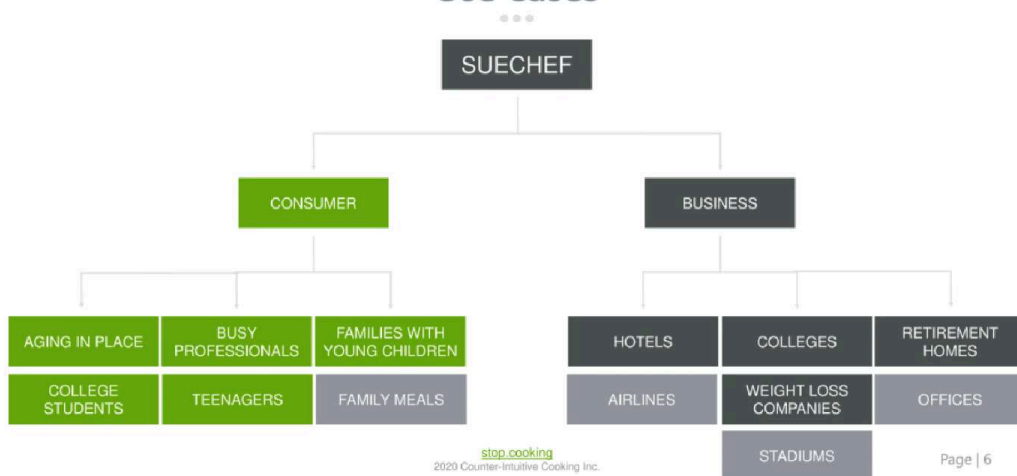 SUECHEF
CONSUMER
BUSINESS
AGING IN PLACE
BUSY
PROFESSIONALS
FAMILIES WITH
YOUNG CHILDREN
HOTELS
COLLEGES
RETIREMENT
HOMES
COLLEGE
STUDENTS
TEENAGERS
FAMILY MEALS
AIRLINES
WEIGHT LOSS
COMPANIES
OFFICES
STADIUMS
stop.cooking
2020 Counter-Intuitive Cooking Inc.
Page | 6